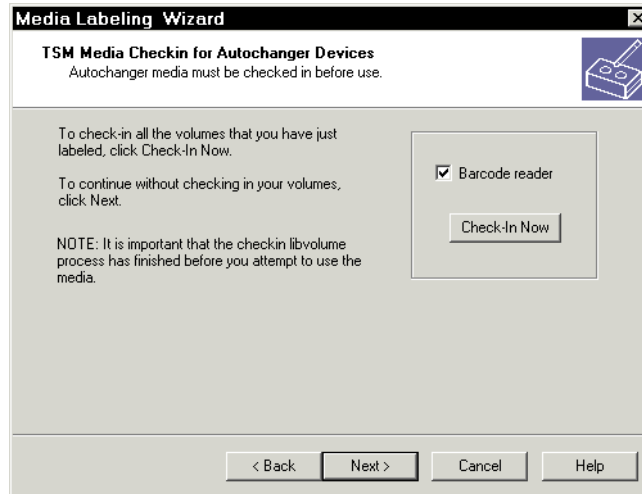 Media Labeling Wizard
TSM Media Checkin for Autochanger Devices
Autochanger media must be checked in before use.
To check-in all the volumes that you have just
labeled, click Check-In Now.
To continue without checking in your volumes,
click Next.
NOTE: It is important that the checkin libvolume
process has finished before you attempt to use the
media.
Barcode reader
Check-In Now
< Back
Next >
Cancel
Help